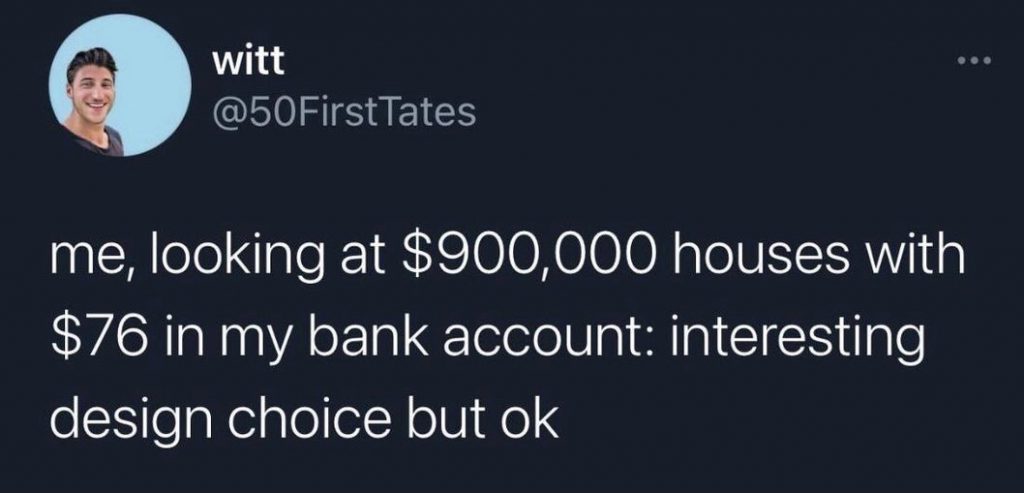 witt
@50FirstTates
me, looking at $900,000 houses with
$76 in my bank account: interesting
design choice but ok